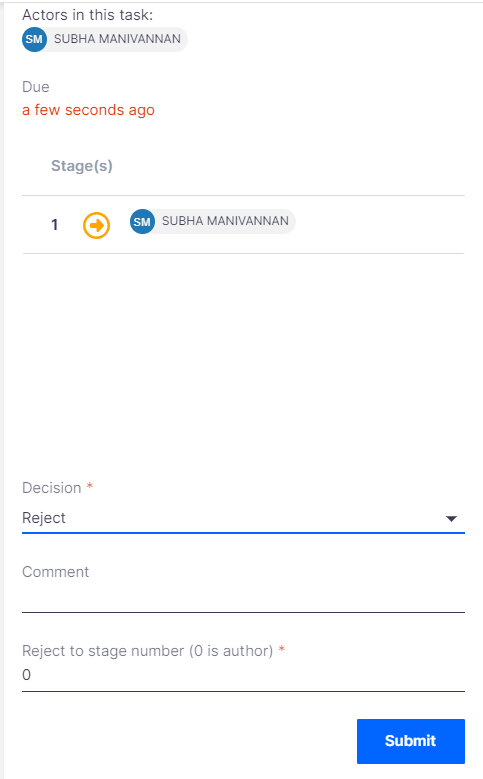 Actors in this task:
SM SUBHA MANIVANNAN
Due
a few seconds ago
Stage(s)
1 SM SUBHA MANIVANNAN
Decision *
Reject
Comment
Reject to stage number (0 is author) *
0
Submit